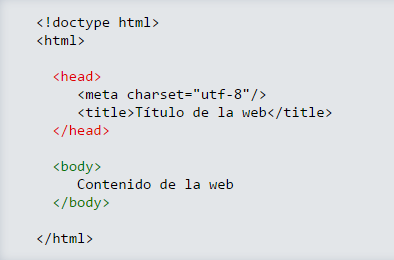 <!doctype html>
<html>
<head>
<meta charset="utf-8"/>
<title>Título de la web</title>
</head>
<body>
Contenido de la web
</body>
</html>